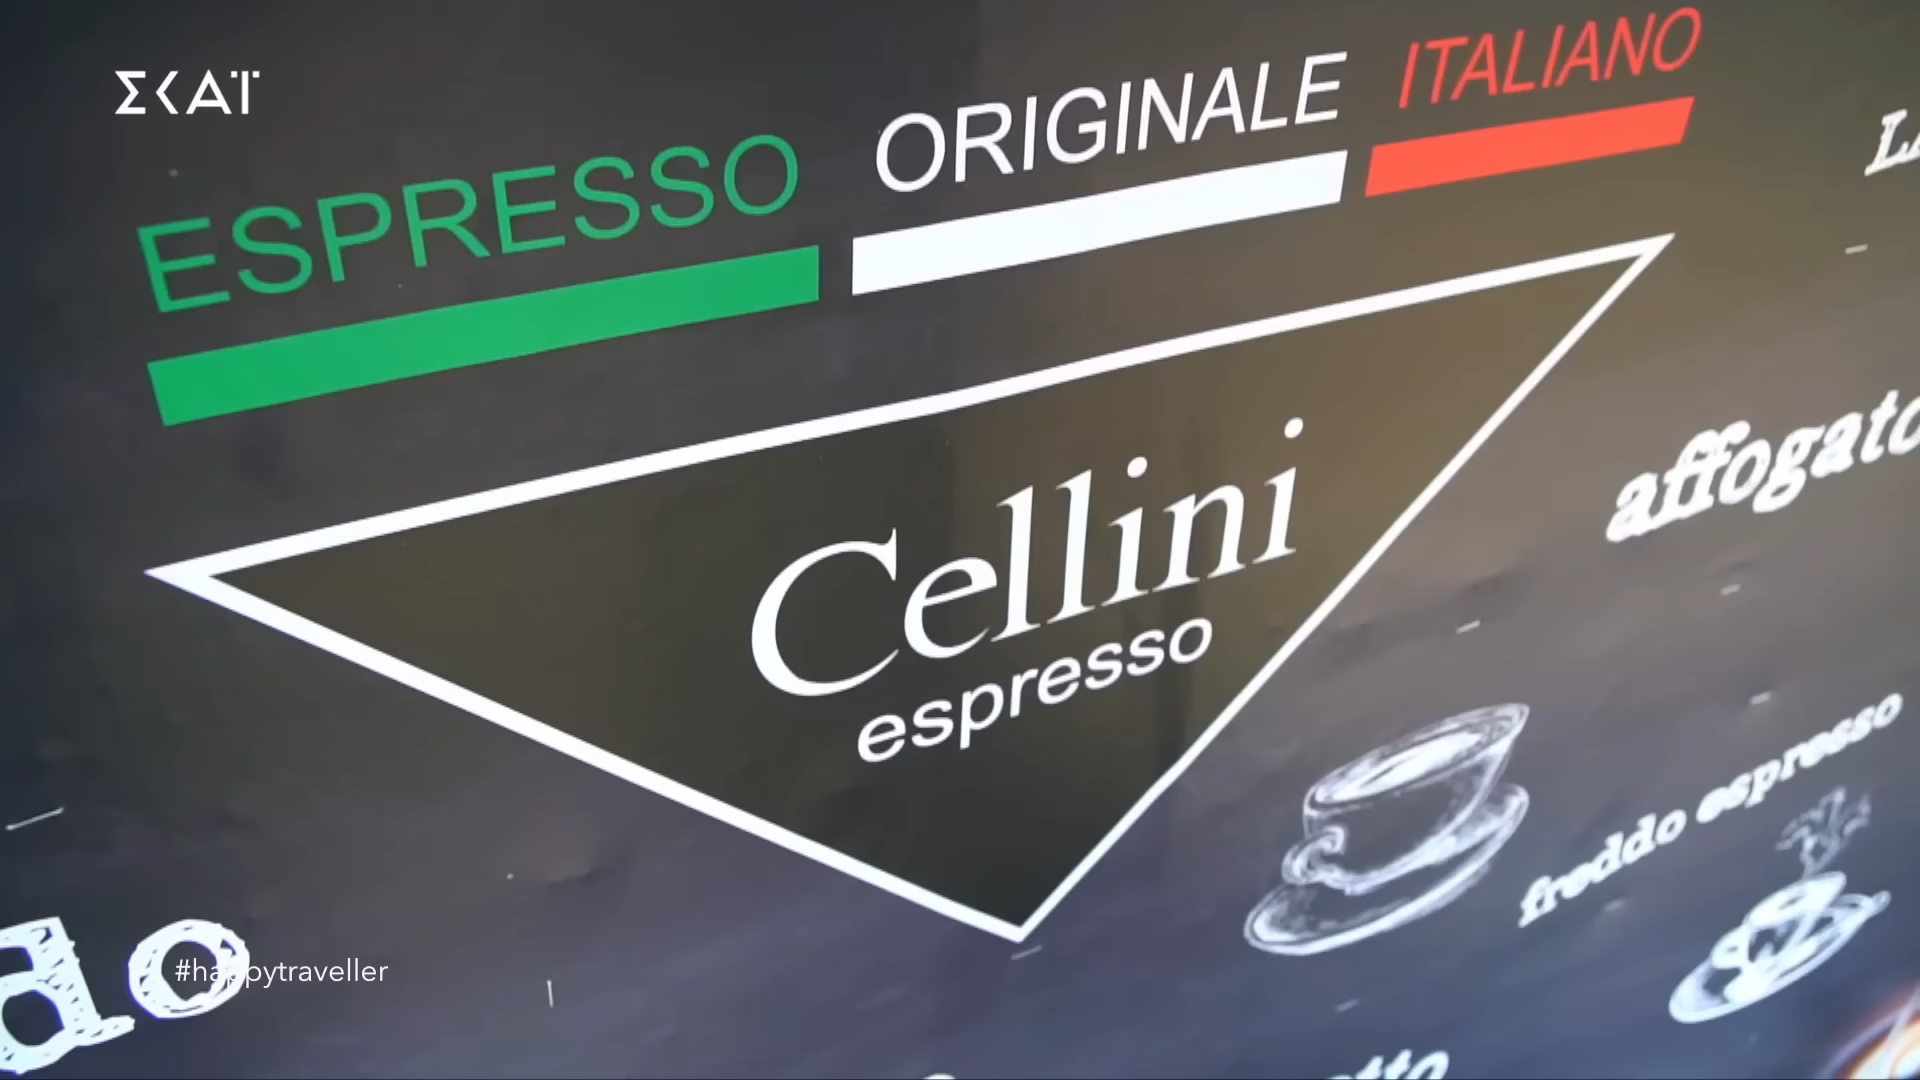 ΣΚΑΪ
ESPRESSO ORIGINALE ITALIANO
Cellini
espresso
affogato
freddo espresso
#happytraveller